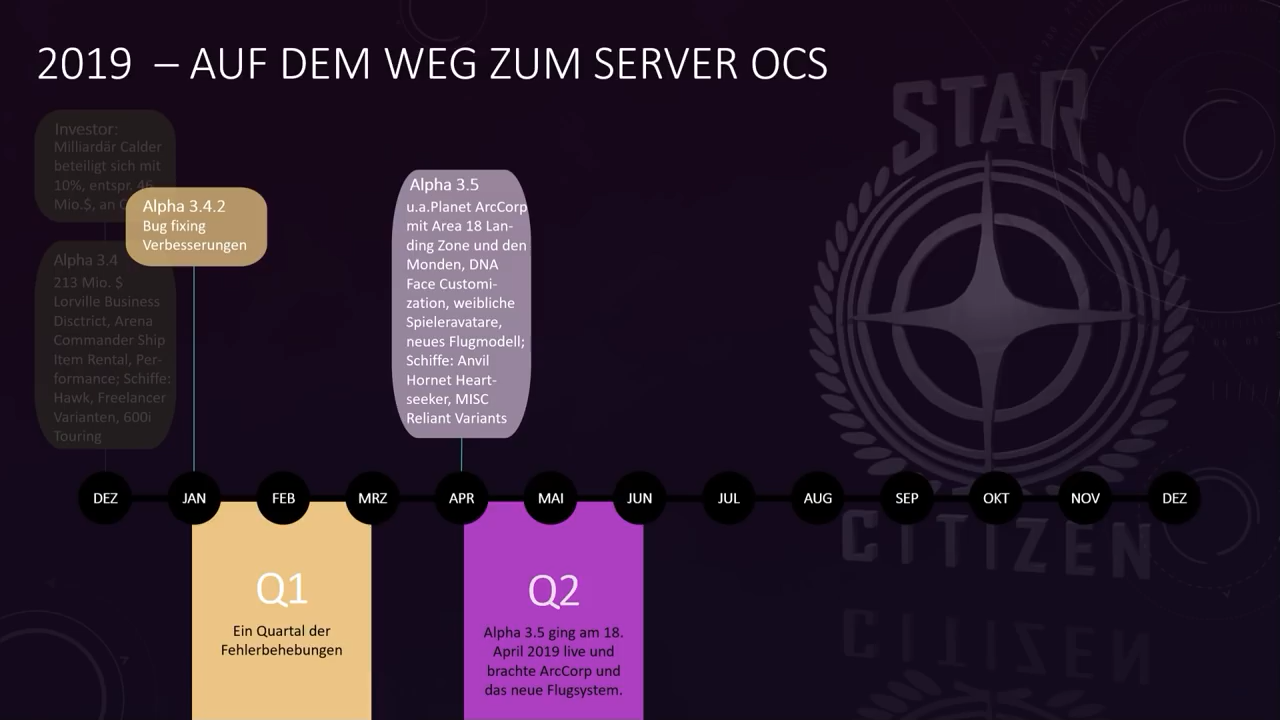 2019 – AUF DEM WEG ZUM SERVER OCS
Investor:
Milliardär Calder
beteiligt sich mit
10%, entspr. 46
Mio.$, an
Alpha 3.4.2
Bug fixing
Verbesserungen
Alpha 3.4
213 Mio. $
Lorville Business
Disctrict, Arena
Commander Ship
Item Rental, Per-
formance; Schiffe:
Hawk, Freelancer
Varianten, 600i
Touring
Alpha 3.5
u.a.Planet ArcCorp
mit Area 18 Lan-
ding Zone und den
Monden, DNA
Face Customi-
zation, weibliche
Spieleravatare,
neues Flugmodell;
Schiffe: Anvil
Hornet Heart-
seeker, MISC
Reliant Variants
STAR
CITIZEN
DEZ JAN FEB MRZ APR MAI JUN JUL AUG SEP OKT NOV DEZ
Q1
Ein Quartal der
Fehlerbehebungen
Q2
Alpha 3.5 ging am 18.
April 2019 live und
brachte ArcCorp und
das neue Flugsystem.